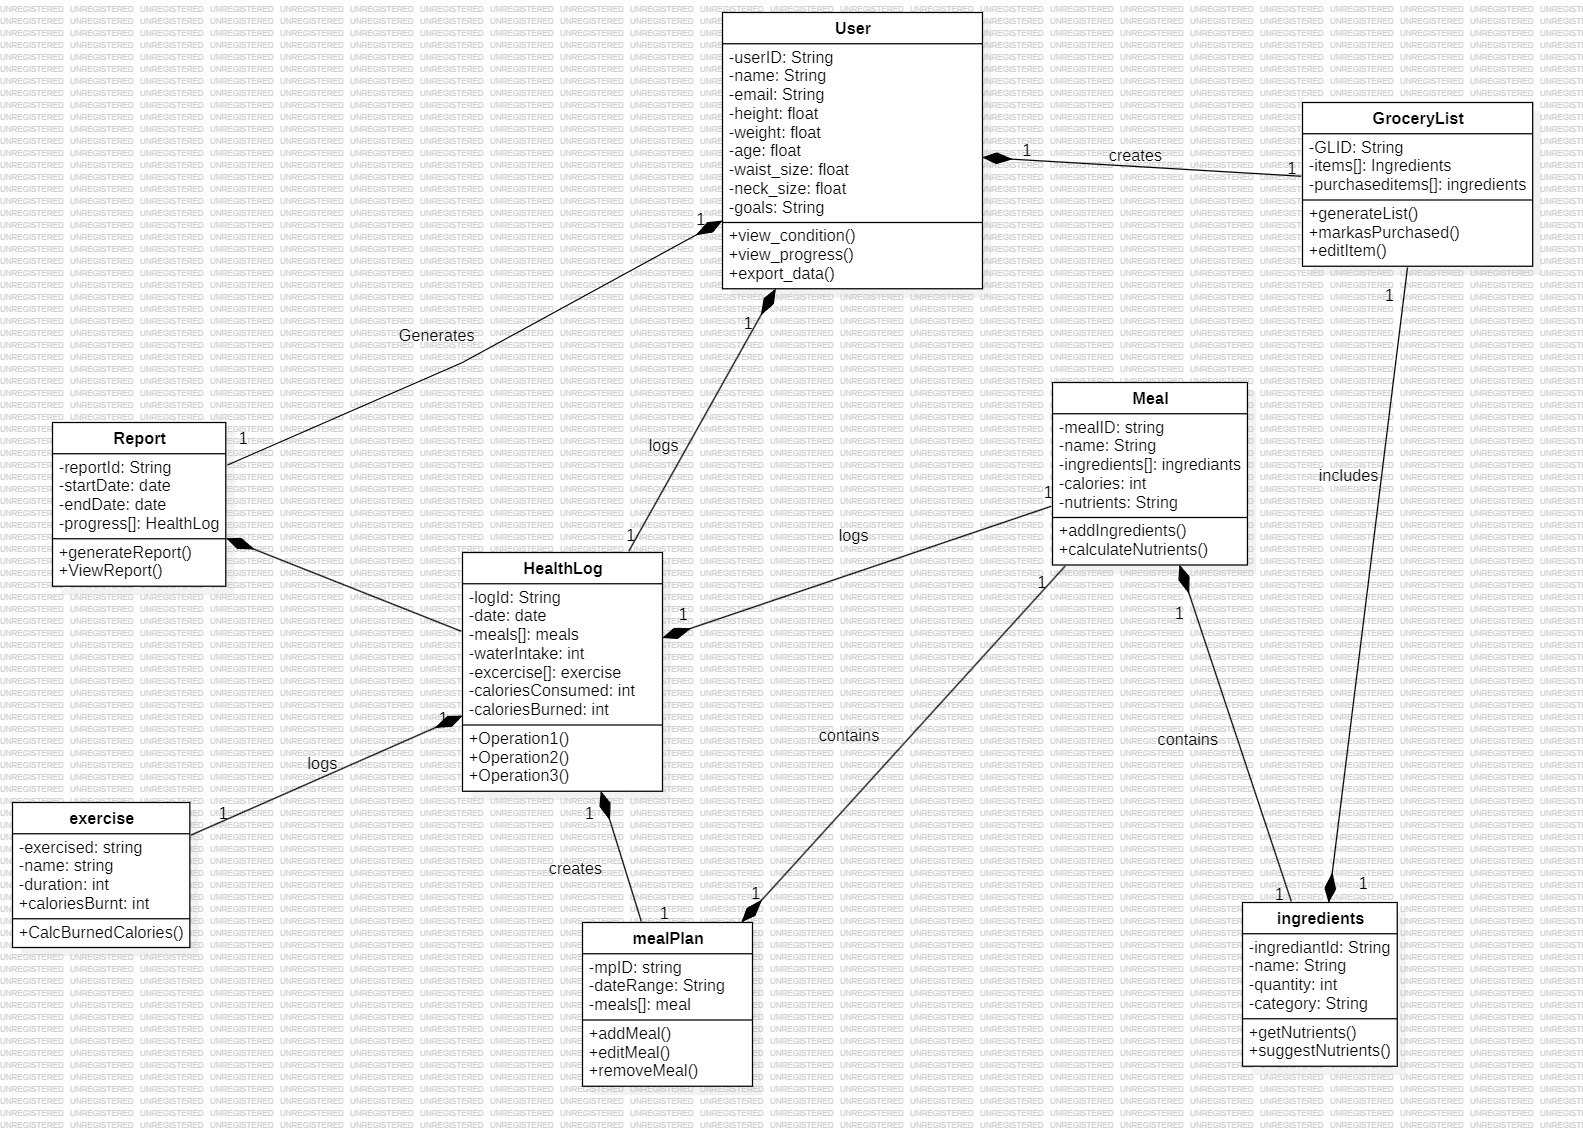 User
-userID: String
-name: String
-email: String
-height: float
-weight: float
-age: float
-waist_size: float
-neck_size: float
-goals: String
+view_condition()
+view_progress()
+export_data()
GroceryList
-GLID: String
-items[]: Ingredients
-purchaseditems[]: ingredients
+generateList()
+markasPurchased()
+editItem()
1
creates
1
1
Generates
1
1
logs
1
1
includes
1
Report
-reportId: String
-startDate: date
-endDate: date
-progress[]: HealthLog
+generateReport()
+ViewReport()
Meal
-mealID: string
-name: String
-ingredients[]: ingrediants
-calories: int
-nutrients: String
+addIngredients()
+calculateNutrients()
HealthLog
-logId: String
-date: date
-meals[]: meals
-waterIntake: int
-excercise[]: exercise
-caloriesConsumed: int
-caloriesBurned: int
+Operation1()
+Operation2()
+Operation3()
1
logs
1
1
contains
1
1
contains
1
1
logs
1
1
creates
1
exercise
-exercised: string
-name: string
-duration: int
+caloriesBurnt: int
+CalcBurnedCalories()
mealPlan
-mpID: string
-dateRange: String
-meals[]: meal
+addMeal()
+editMeal()
+removeMeal()
ingredients
-ingrediantId: String
-name: String
-quantity: int
-category: String
+getNutrients()
+suggestNutrients()
UNREGISTERED